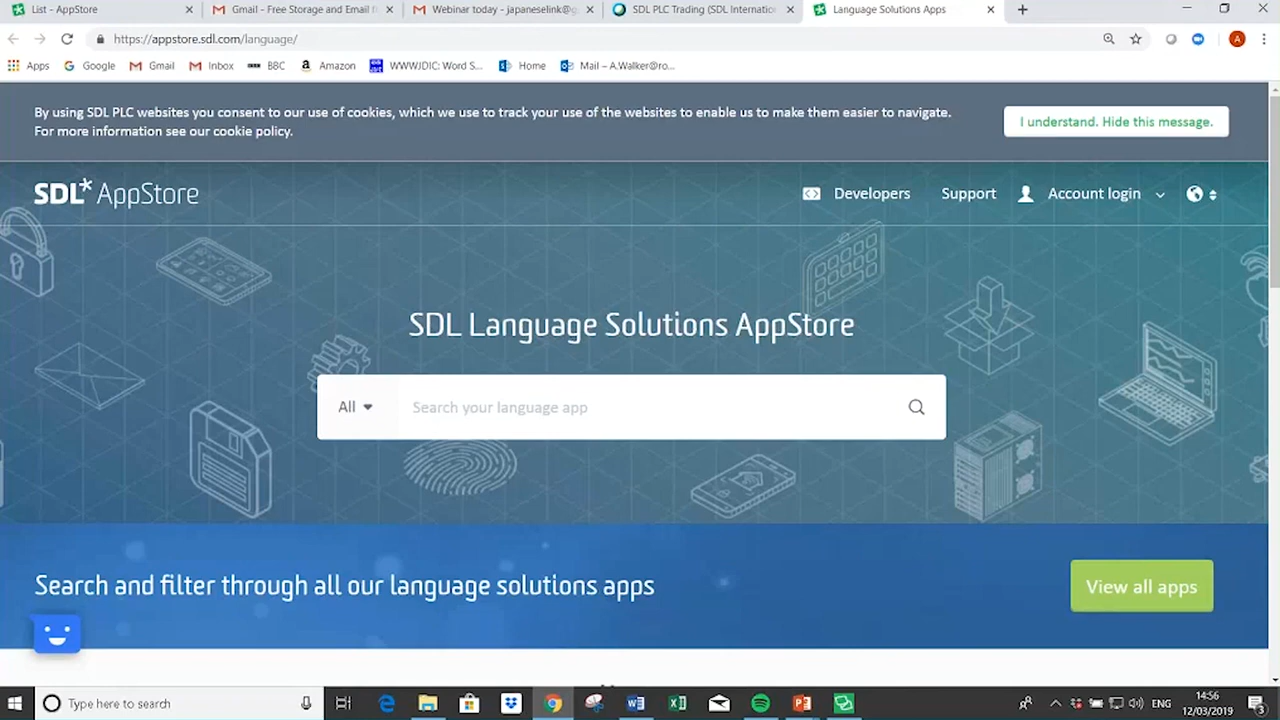 List - AppStore
Gmail - Free Storage and Email f
Webinar today - japaneselink@g
SDL PLC Trading (SDL Internatio
Language Solutions Apps
https://appstore.sdl.com/language/
A
Apps
Google
Gmail
Inbox
BBC
Amazon
WWWJDIC: Word S...
Home
Mail – A.Walker@ro...
By using SDL PLC websites you consent to our use of cookies, which we use to track your use of the websites to enable us to make them easier to navigate.
For more information see our cookie policy.
I understand. Hide this message.
SDL* AppStore
Developers
Support
Account login
SDL Language Solutions AppStore
All
Search your language app
Search and filter through all our language solutions apps
View all apps
Type here to search
ENG
14:56
12/03/2019
3